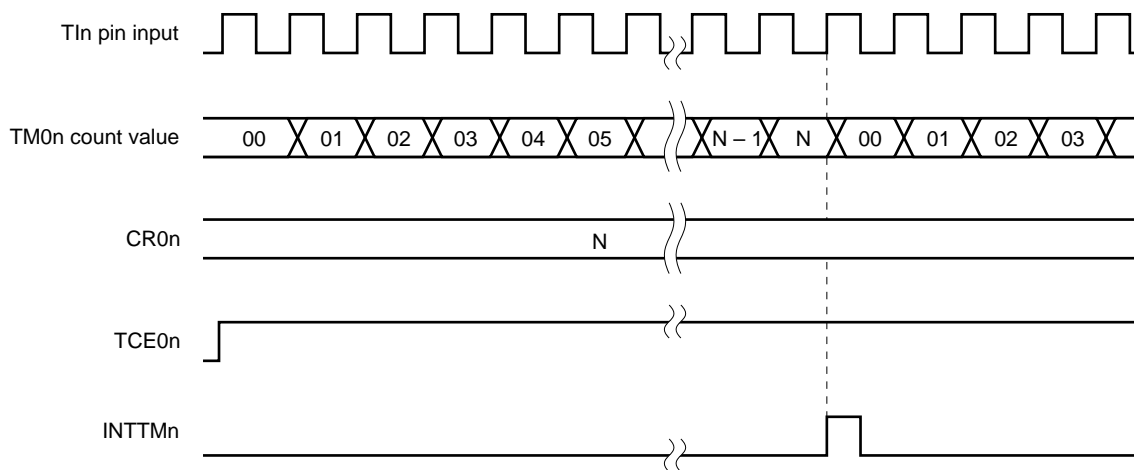 TIn pin input
TM0n count value 00 01 02 03 04 05 N – 1 N 00 01 02 03
CR0n N
TCE0n
INTTMn